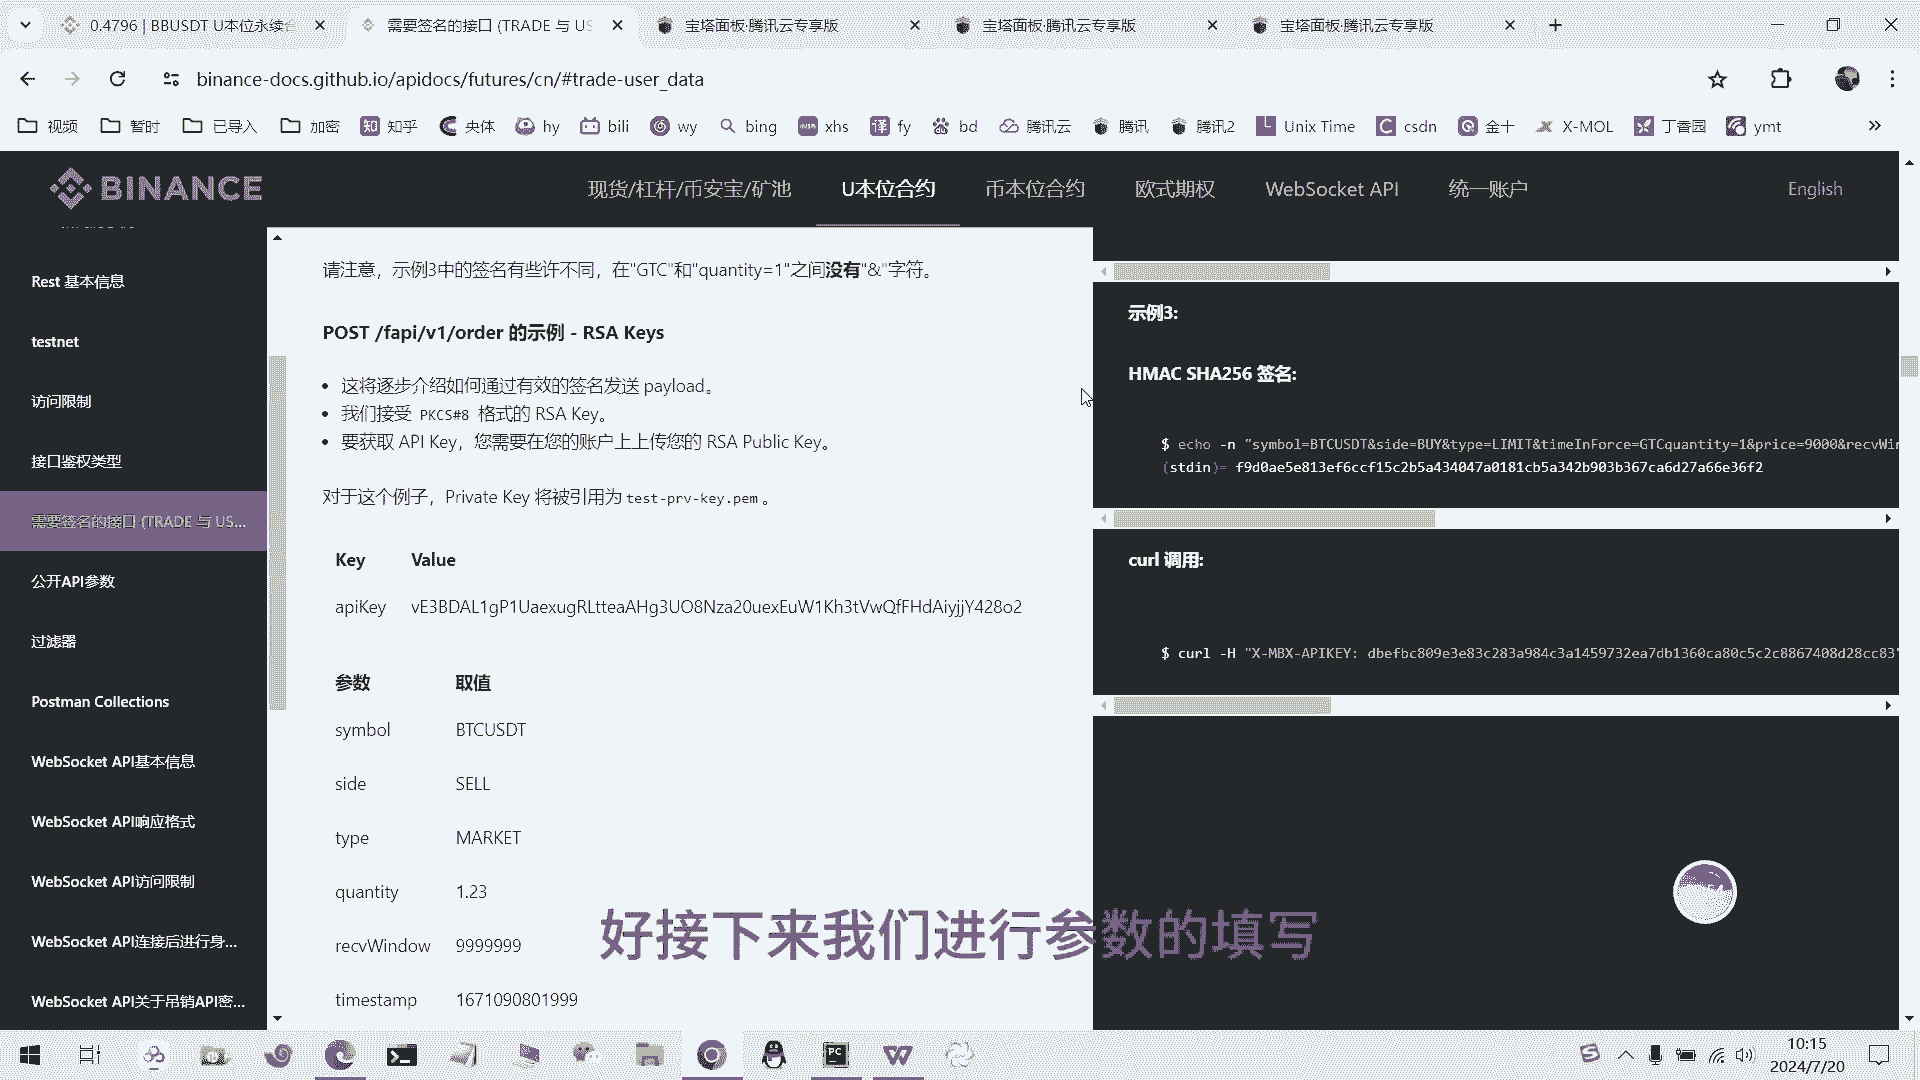 0.4796 | BBUSDT U本位永续合
需要签名的接口 (TRADE 与 US
宝塔面板·腾讯云专享版
宝塔面板·腾讯云专享版
宝塔面板·腾讯云专享版
binance-docs.github.io/apidocs/futures/cn/#trade-user_data
视频
暂时
已导入
加密
知 知乎
央体
hy
bili
wy
bing
xhs
译 fy
bd
腾讯云
腾讯
腾讯2
Unix Time
csdn
金十
X-MOL
丁香园
ymt
BINANCE
现货/杠杆/币安宝/矿池
U本位合约
币本位合约
欧式期权
WebSocket API
统一账户
English
Rest 基本信息
testnet
访问限制
接口鉴权类型
需要签名的接口 (TRADE 与 US...
公开API参数
过滤器
Postman Collections
WebSocket API基本信息
WebSocket API响应格式
WebSocket API访问限制
WebSocket API连接后进行身...
WebSocket API关于吊销API密...
请注意，示例3中的签名有些许不同，在"GTC"和"quantity=1"之间没有"&"字符。
POST /fapi/v1/order 的示例 - RSA Keys
• 这将逐步介绍如何通过有效的签名发送 payload。
• 我们接受 PKCS#8 格式的 RSA Key。
• 要获取 API Key，您需要在您的账户上上传您的 RSA Public Key。
对于这个例子，Private Key 将被引用为 test-prv-key.pem 。
Key Value
apiKey vE3BDAL1gP1UaexugRLtteaAHg3UO8Nza20uexEuW1Kh3tVwQfFHdAiyjjY428o2
参数 取值
symbol BTCUSDT
side SELL
type MARKET
quantity 1.23
recvWindow 9999999
timestamp 1671090801999
示例3:
HMAC SHA256 签名:
$ echo -n "symbol=BTCUSDT&side=BUY&type=LIMIT&timeInForce=GTCquantity=1&price=9000&recvWin
(stdin)= f9d0ae5e813ef6ccf15c2b5a434047a0181cb5a342b903b367ca6d27a66e36f2
curl 调用:
$ curl -H "X-MBX-APIKEY: dbefbc809e3e83c283a984c3a1459732ea7db1360ca80c5c2c8867408d28cc83"
好接下来我们进行参数的填写
10:15
2024/7/20